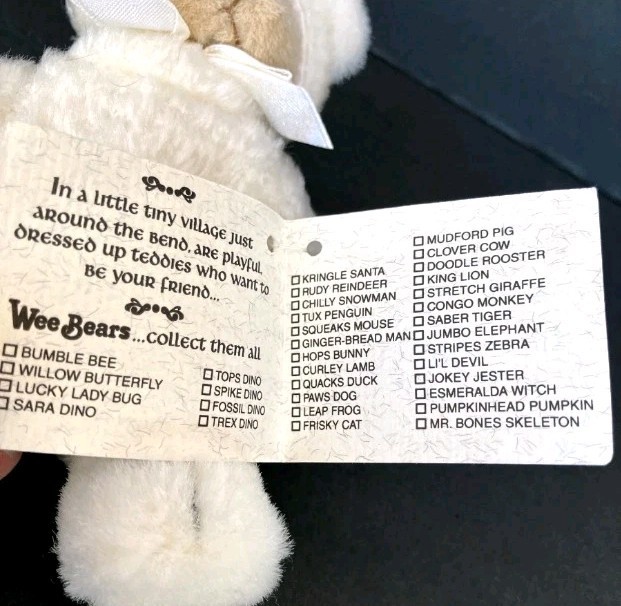 In a little tiny village just
around the bend, are playful,
dressed up teddies who want to
be your friend...
Wee Bears...collect them all
BUMBLE BEE
WILLOW BUTTERFLY
LUCKY LADY BUG
SARA DINO
TOPS DINO
SPIKE DINO
FOSSIL DINO
TREX DINO
KRINGLE SANTA
RUDY REINDEER
CHILLY SNOWMAN
TUX PENGUIN
SQUEAKS MOUSE
GINGER-BREAD MAN
HOPS BUNNY
CURLEY LAMB
QUACKS DUCK
PAWS DOG
LEAP FROG
FRISKY CAT
MUDFORD PIG
CLOVER COW
DOODLE ROOSTER
KING LION
STRETCH GIRAFFE
CONGO MONKEY
SABER TIGER
JUMBO ELEPHANT
STRIPES ZEBRA
LI'L DEVIL
JOKEY JESTER
ESMERALDA WITCH
PUMPKINHEAD PUMPKIN
MR. BONES SKELETON